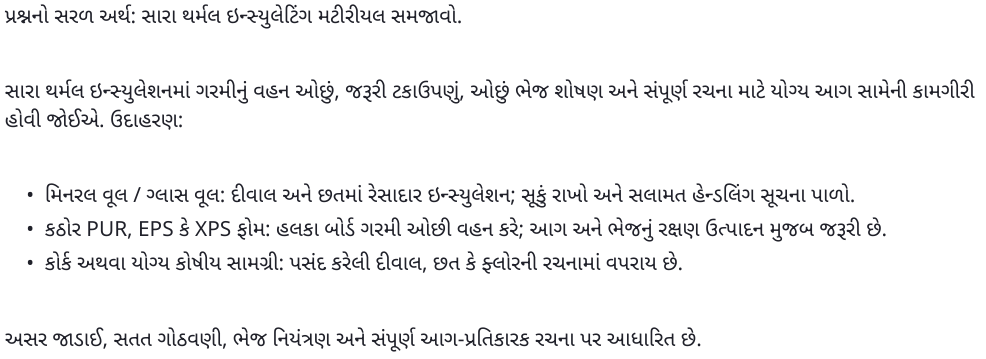 પ્રશ્નનો સરળ અર્થ: સારા થર્મલ ઇન્સ્યુલેટિંગ મટીરીયલ સમજાવો.
સારા થર્મલ ઇન્સ્યુલેશનમાં ગરમીનું વહન ઓછું, જરૂરી ટકાઉપણું, ઓછું ભેજ શોષણ અને સંપૂર્ણ રચના માટે યોગ્ય આગ સામેની કામગીરી
હોવી જોઈએ. ઉદાહરણ:
• મિનરલ વૂલ / ગ્લાસ વૂલ: દીવાલ અને છતમાં રેસાદાર ઇન્સ્યુલેશન; સૂકું રાખો અને સલામત હેન્ડલિંગ સૂચના પાળો.
• કઠોર PUR, EPS કે XPS ફોમ: હલકા બોર્ડ ગરમી ઓછી વહન કરે; આગ અને ભેજનું રક્ષણ ઉત્પાદન મુજબ જરૂરી છે.
• કોર્ક અથવા યોગ્ય કોષીય સામગ્રી: પસંદ કરેલી દીવાલ, છત કે ફ્લોરની રચનામાં વપરાય છે.
અસર જાડાઈ, સતત ગોઠવણી, ભેજ નિયંત્રણ અને સંપૂર્ણ આગ-પ્રતિકારક રચના પર આધારિત છે.